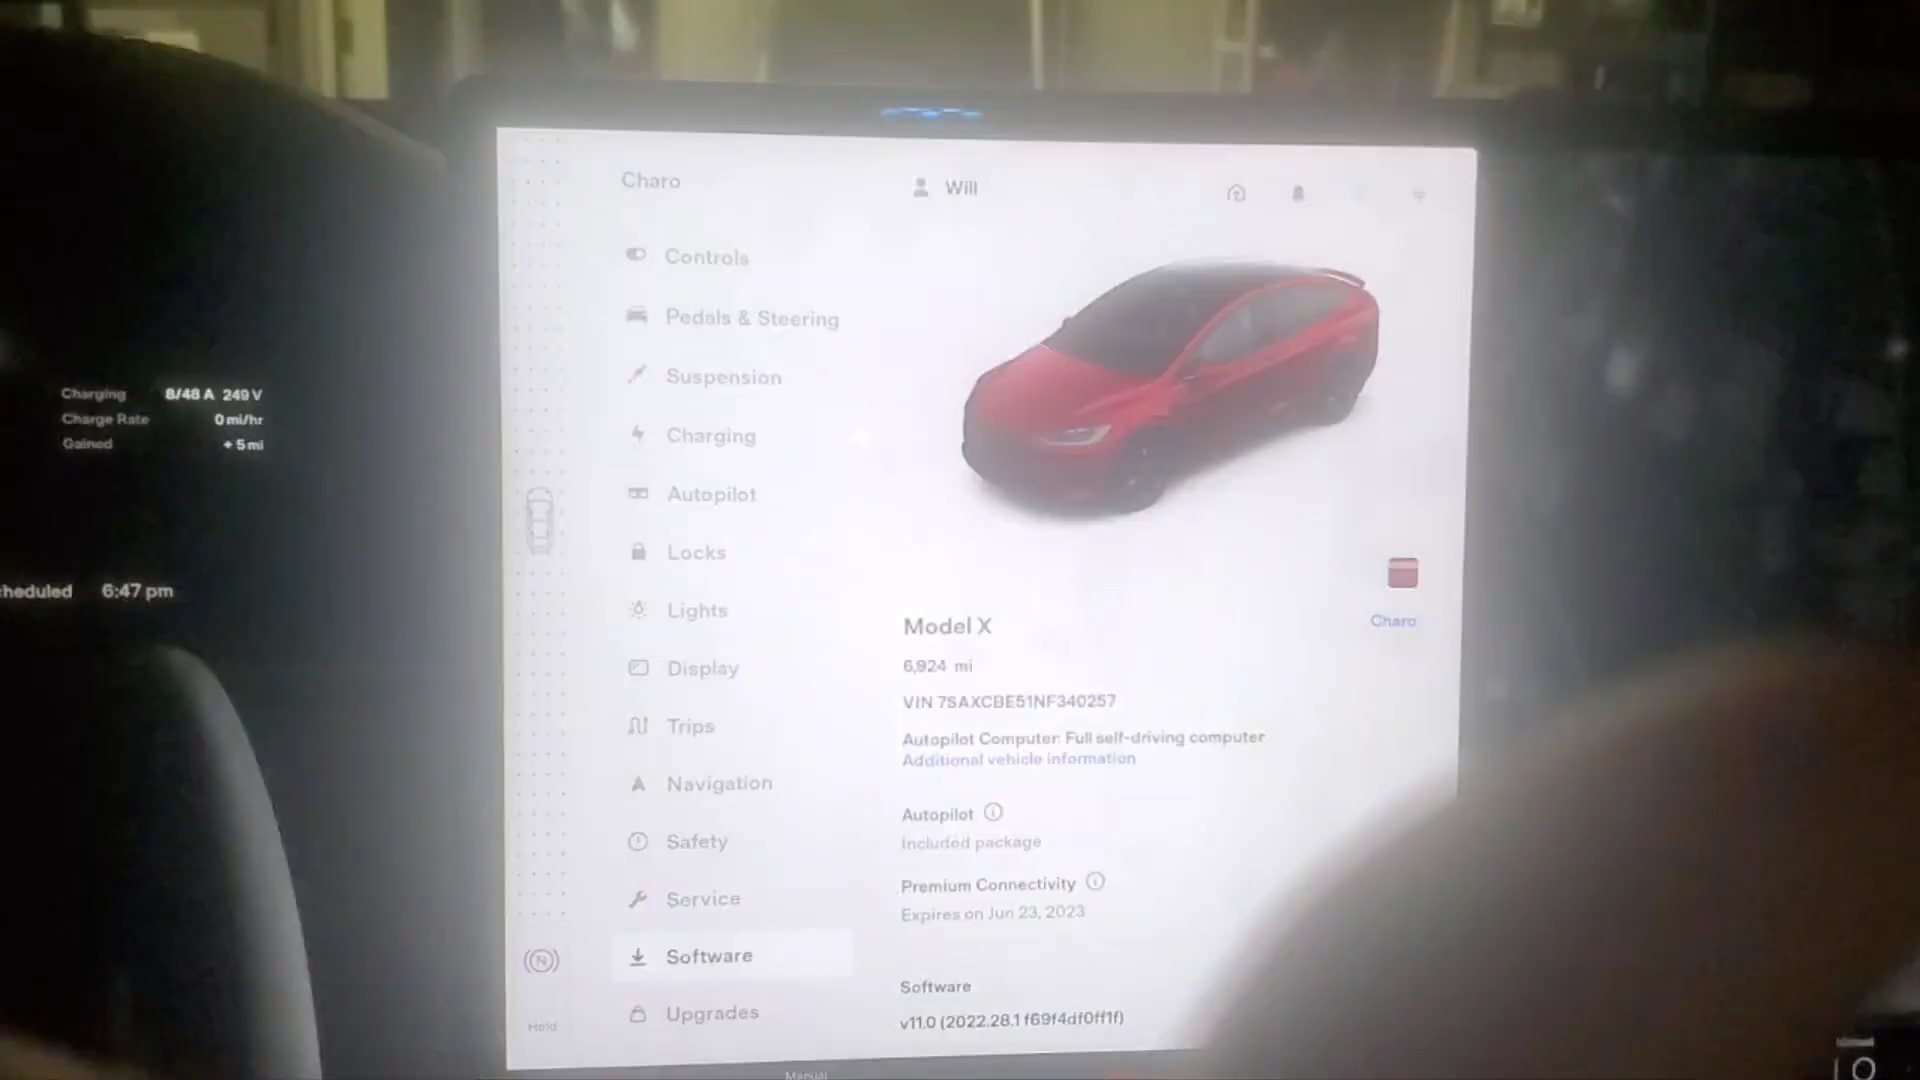 Charo
Will
Controls
Pedals & Steering
Suspension
Charging
Autopilot
Locks
Lights
Display
Trips
Navigation
Safety
Service
Software
Upgrades
Charging 8/48 A 249 V
Charge Rate 0 mi/hr
Gained + 5 mi
heduled 6:47 pm
Hold
Charo
Model X
6,924 mi
VIN 7SAXCBE51NF340257
Autopilot Computer: Full self-driving computer
Additional vehicle information
Autopilot
Included package
Premium Connectivity
Expires on Jun 23, 2023
Software
v11.0 (2022.28.1 f69f4df0ff1f)
Manual